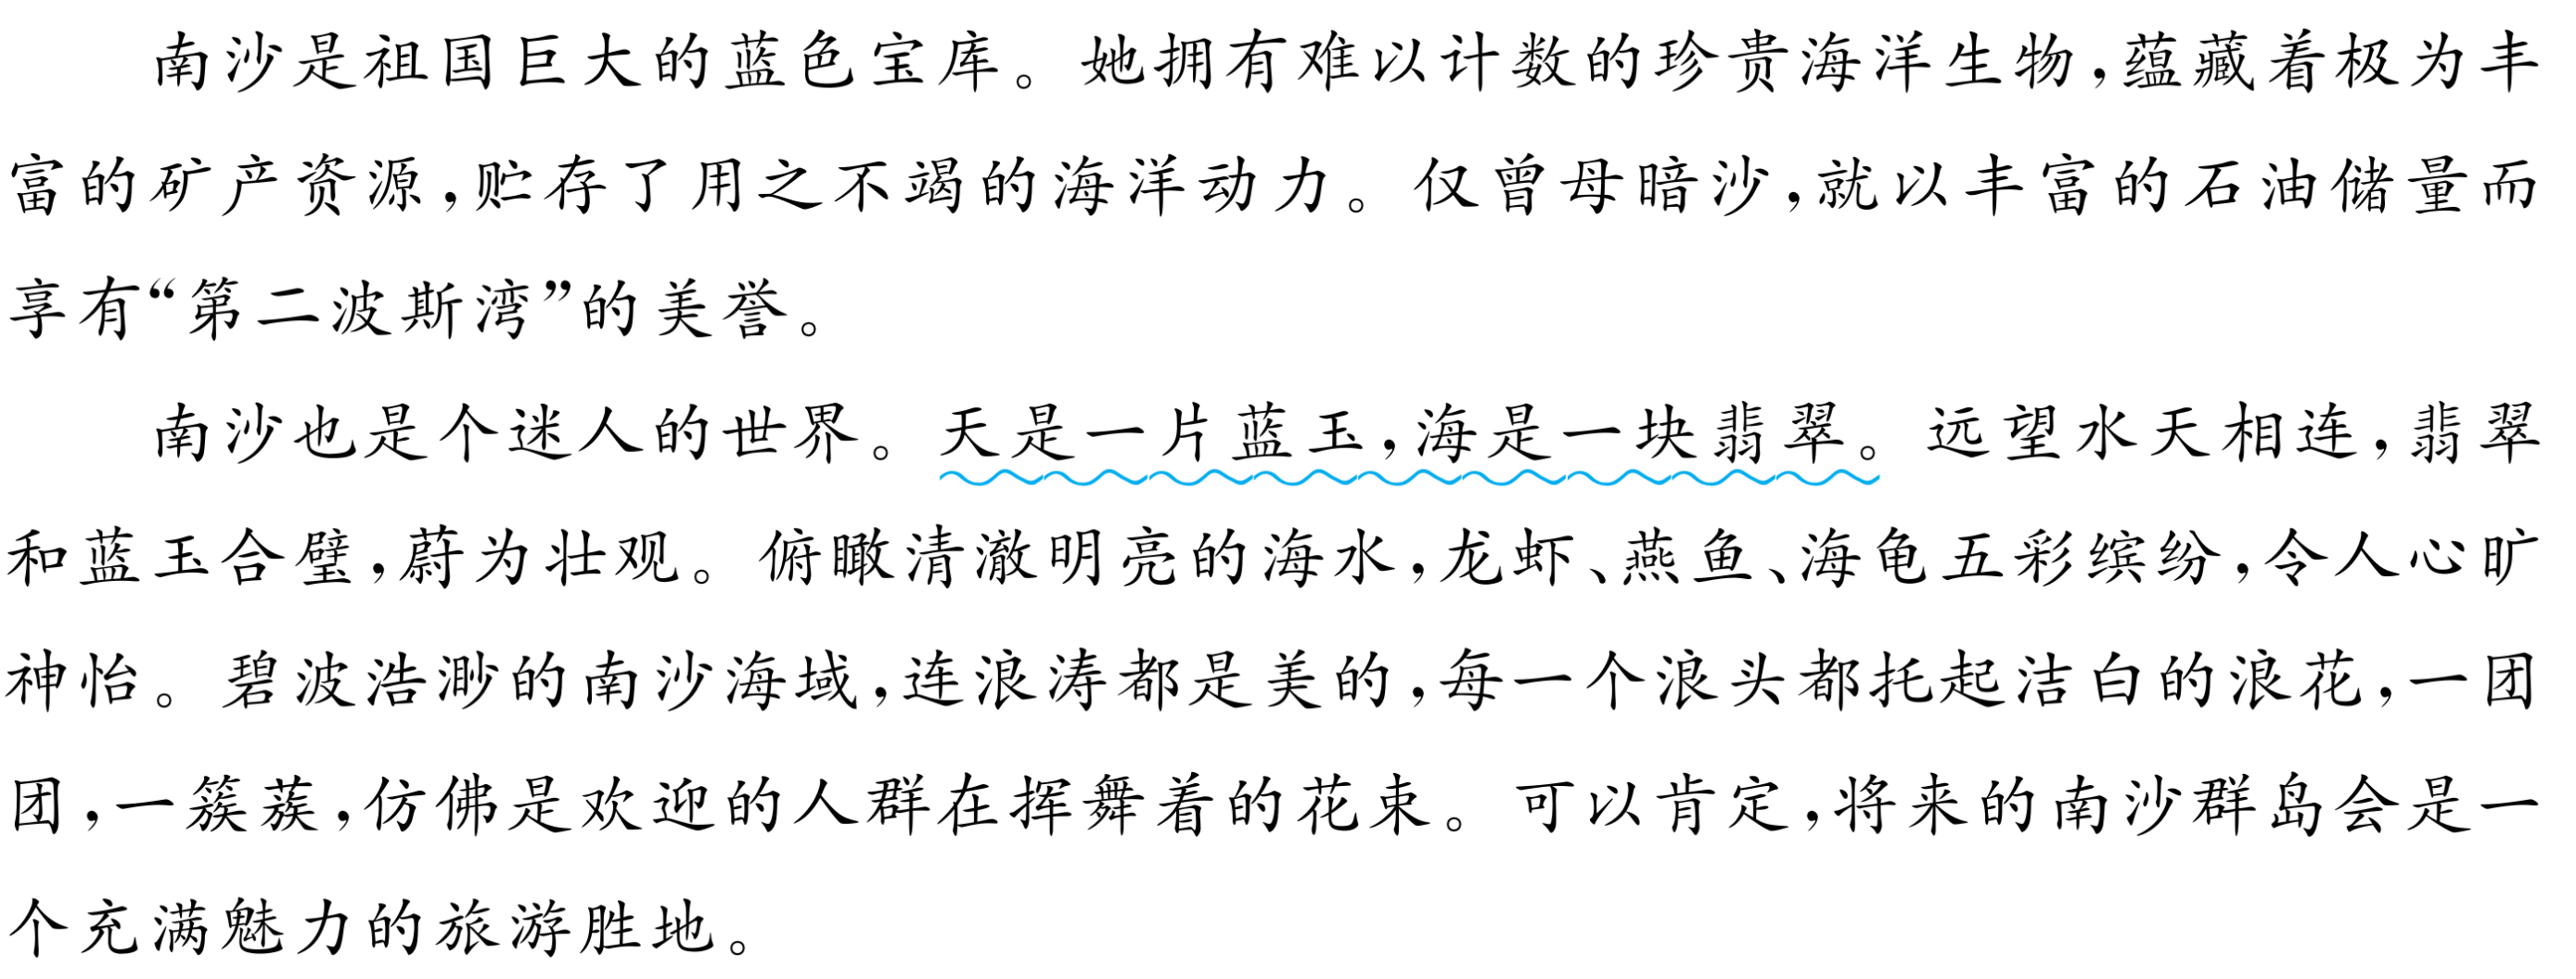 南沙是祖国巨大的蓝色宝库。她拥有难以计数的珍贵海洋生物,蕴藏着极为丰
富的矿产资源,贮存了用之不竭的海洋动力。仅曾母暗沙,就以丰富的石油储量而
享有“第二波斯湾”的美誉。
南沙也是个迷人的世界。天是一片蓝玉,海是一块翡翠。远望水天相连,翡翠
和蓝玉合璧,蔚为壮观。俯瞰清澈明亮的海水,龙虾、燕鱼、海龟五彩缤纷,令人心旷
神怡。碧波浩渺的南沙海域,连浪涛都是美的,每一个浪头都托起洁白的浪花,一团
团,一簇蔟,仿佛是欢迎的人群在挥舞着的花束。可以肯定,将来的南沙群岛会是一
个充满魅力的旅游胜地。